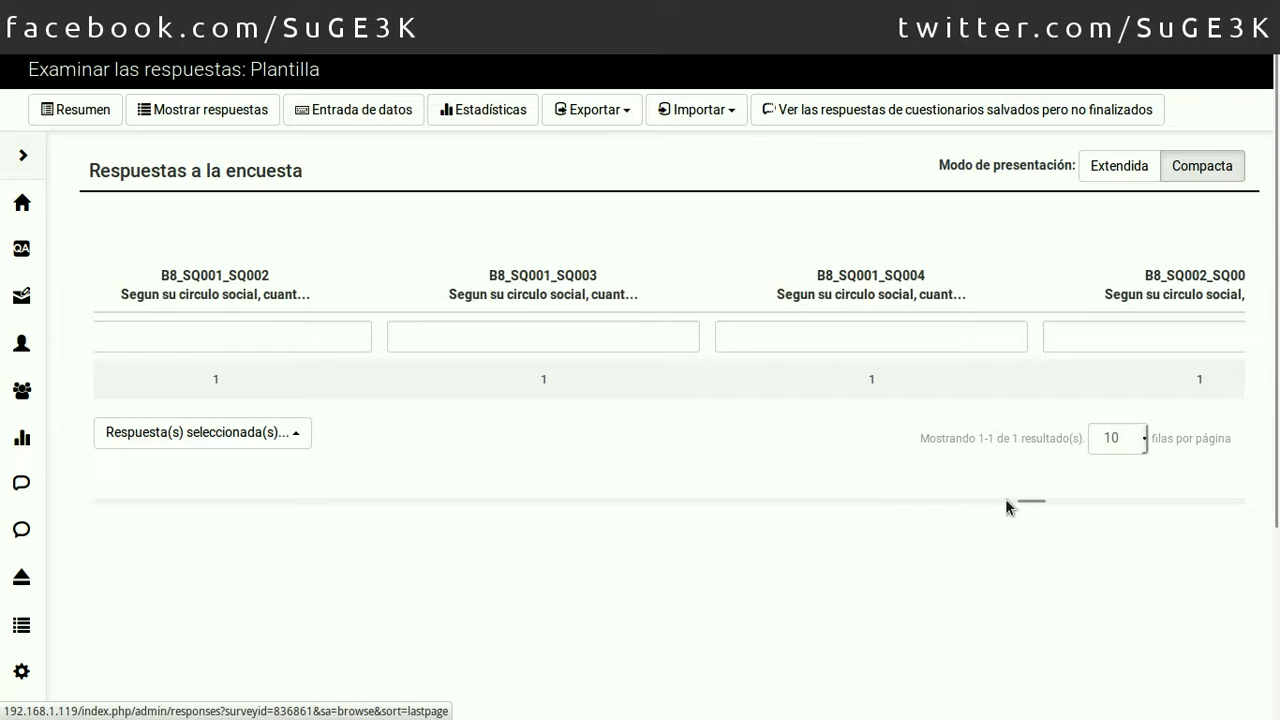 facebook.com/SuGE3K twitter.com/SuGE3K
Examinar las respuestas: Plantilla
Resumen Mostrar respuestas Entrada de datos Estadísticas Exportar Importar Ver las respuestas de cuestionarios salvados pero no finalizados
Respuestas a la encuesta Modo de presentación: Extendida Compacta
B8_SQ001_SQ002 B8_SQ001_SQ003 B8_SQ001_SQ004 B8_SQ002_SQ00
Segun su circulo social, cuant... Segun su circulo social, cuant... Segun su circulo social, cuant... Segun su circulo social,
1 1 1 1
Respuesta(s) seleccionada(s)... Mostrando 1-1 de 1 resultado(s). 10 filas por página
QA
192.168.1.119/index.php/admin/responses?surveyid=836861&sa=browse&sort=lastpage